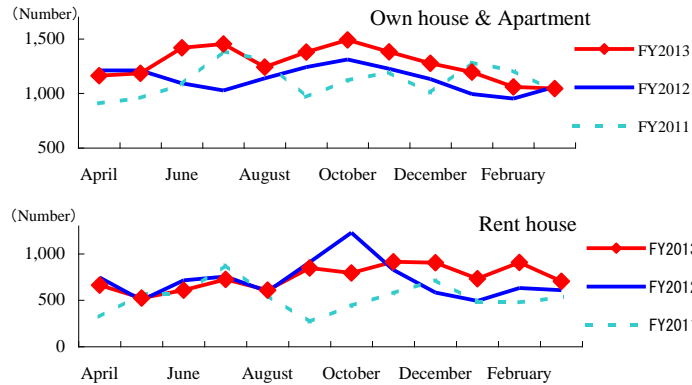 （Number）
Own house & Apartment
1,500
1,000
500
FY2013
FY2012
FY2011
April June August October December February
（Number）
Rent house
1,000
500
0
FY2013
FY2012
FY2011
April June August October December February